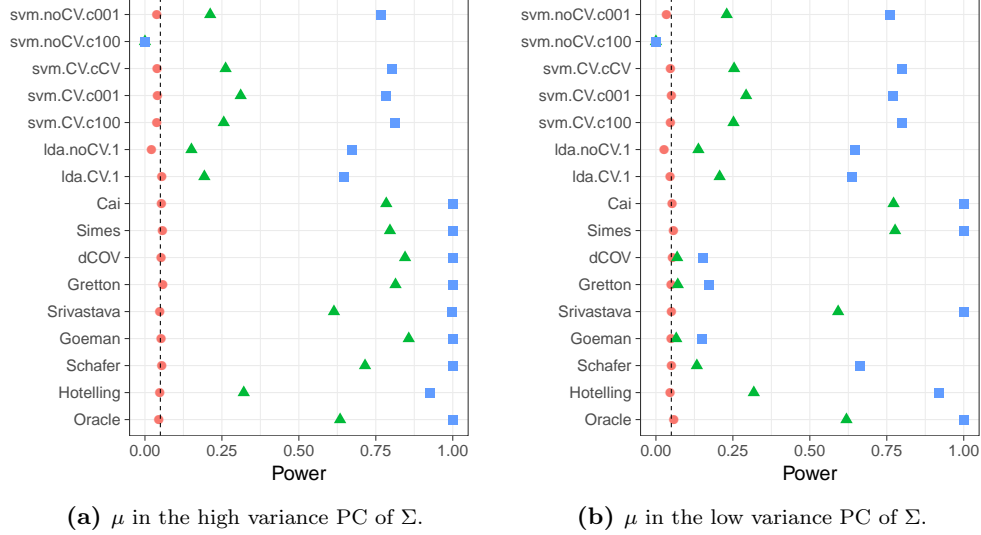 svm.noCV.c001
svm.noCV.c100
svm.CV.cCV
svm.CV.c001
svm.CV.c100
lda.noCV.1
lda.CV.1
Cai
Simes
dCOV
Gretton
Srivastava
Goeman
Schafer
Hotelling
Oracle
0.00 0.25 0.50 0.75 1.00
Power
(a) μ in the high variance PC of Σ.
svm.noCV.c001
svm.noCV.c100
svm.CV.cCV
svm.CV.c001
svm.CV.c100
lda.noCV.1
lda.CV.1
Cai
Simes
dCOV
Gretton
Srivastava
Goeman
Schafer
Hotelling
Oracle
0.00 0.25 0.50 0.75 1.00
Power
(b) μ in the low variance PC of Σ.